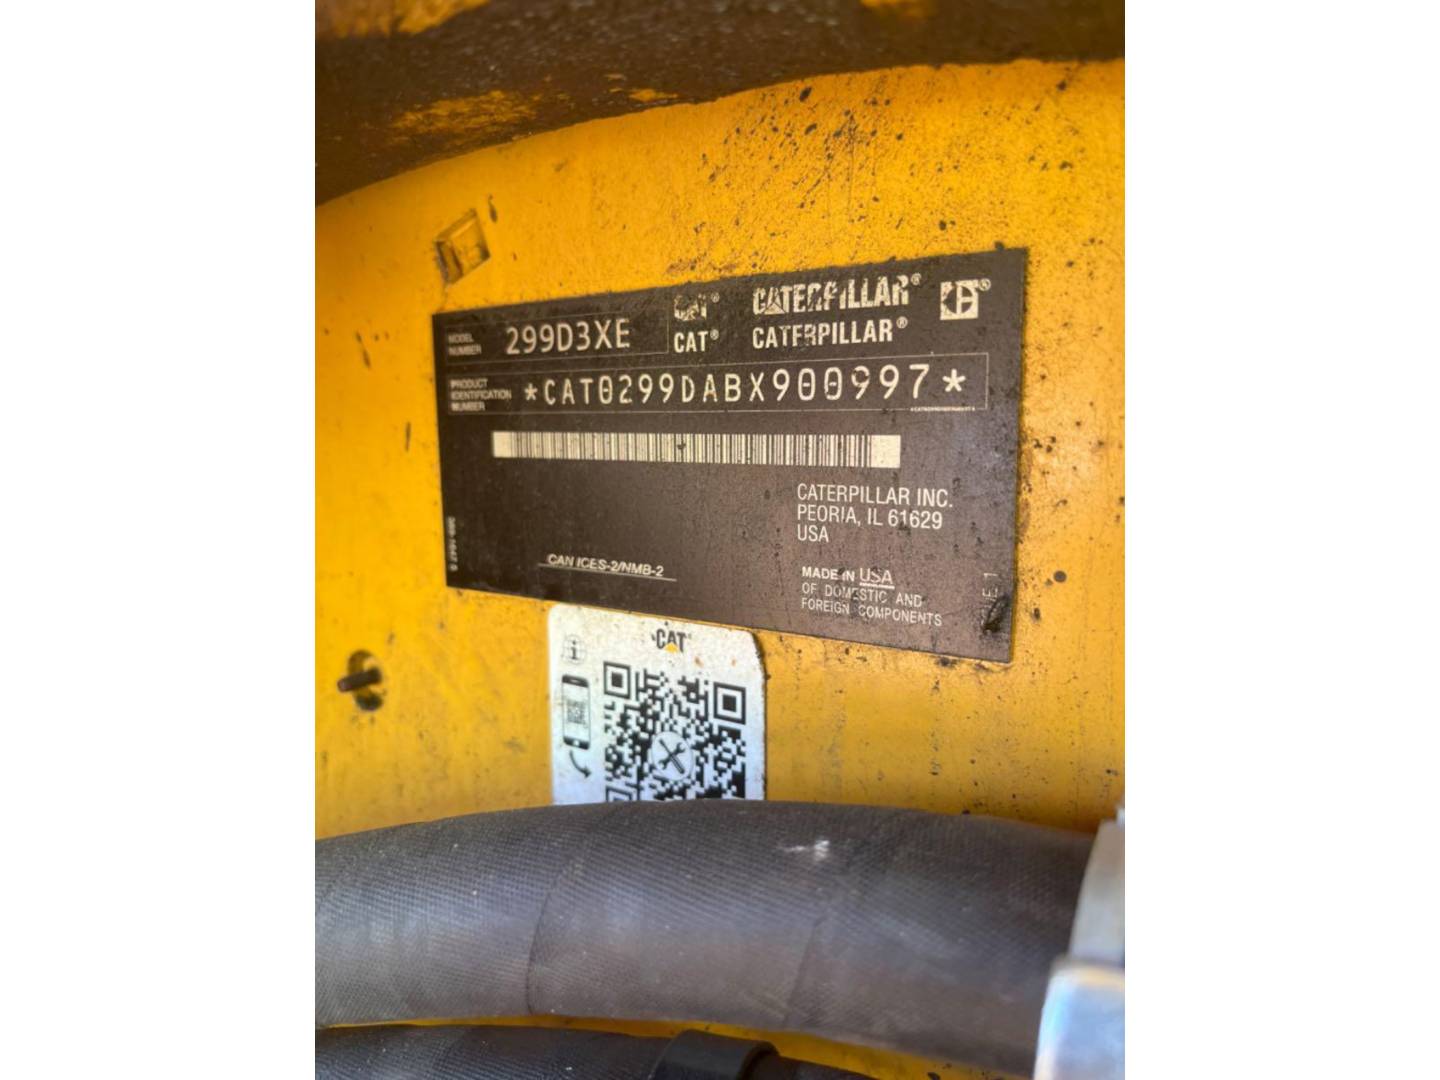 MODEL NUMBER 299D3XE
CAT® CATERPILLAR®
CAT® CATERPILLAR®
PRODUCT IDENTIFICATION NUMBER *CAT0299DABX900997*
CATERPILLAR INC.
PEORIA, IL 61629
USA
CAN ICES-2/NMB-2
MADE IN USA
OF DOMESTIC AND
FOREIGN COMPONENTS
CAT